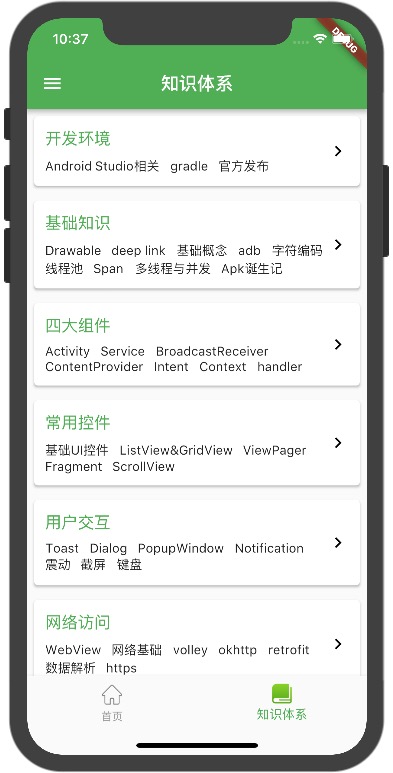 10:37
DEBUG
知识体系
开发环境
Android Studio相关 gradle 官方发布
基础知识
Drawable deep link 基础概念 adb 字符编码
线程池 Span 多线程与并发 Apk诞生记
四大组件
Activity Service BroadcastReceiver
ContentProvider Intent Context handler
常用控件
基础UI控件 ListView&GridView ViewPager
Fragment ScrollView
用户交互
Toast Dialog PopupWindow Notification
震动 截屏 键盘
网络访问
WebView 网络基础 volley okhttp retrofit
数据解析 https
首页
知识体系